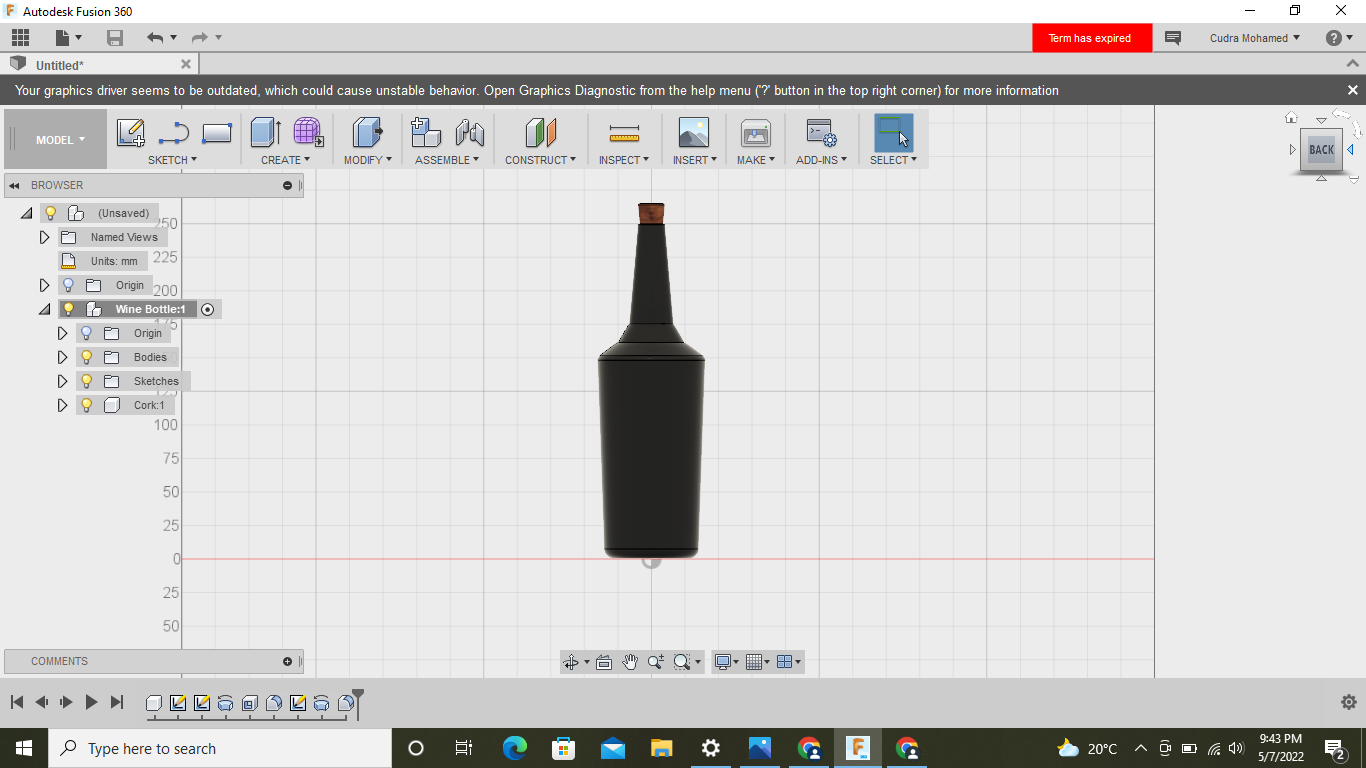 Autodesk Fusion 360
Term has expired
Cudra Mohamed
Untitled*
Your graphics driver seems to be outdated, which could cause unstable behavior. Open Graphics Diagnostic from the help menu ('?' button in the top right corner) for more information
MODEL
SKETCH
CREATE
MODIFY
ASSEMBLE
CONSTRUCT
INSPECT
INSERT
MAKE
ADD-INS
SELECT
BACK
BROWSER
(Unsaved)
250
Named Views
225
Units: mm
Origin
200
Wine Bottle:1
Origin
Bodies
Sketches
Cork:1
100
75
50
25
0
25
50
COMMENTS
Type here to search
20°C
9:43 PM
5/7/2022
2